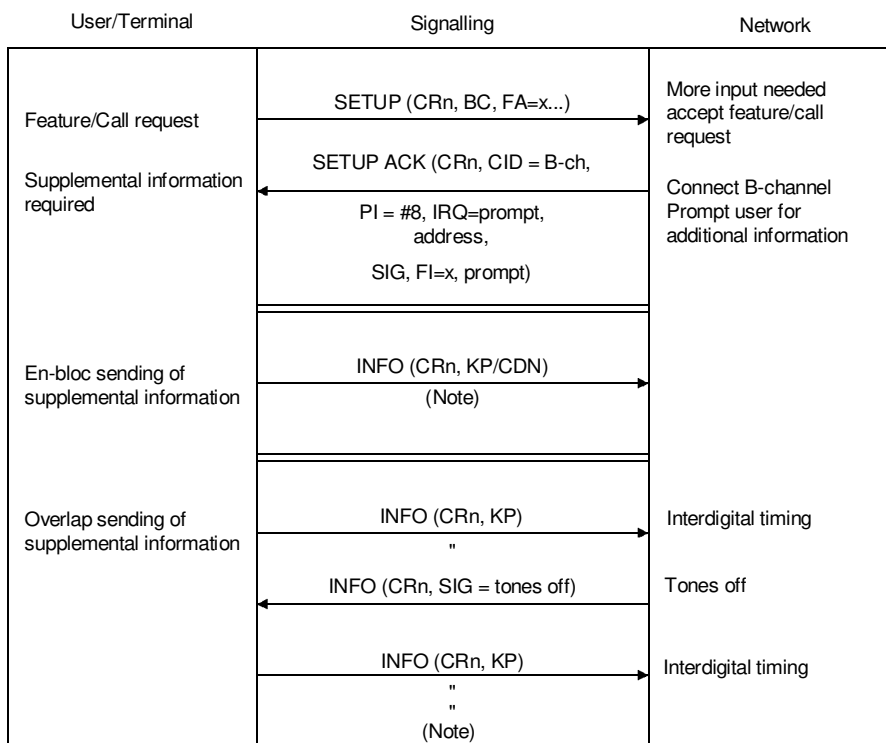 User/Terminal
Signalling
Network
Feature/Call request
SETUP (CRn, BC, FA=x...)
More input needed
accept feature/call
request
Supplemental information
required
SETUP ACK (CRn, CID = B-ch,
PI = #8, IRQ=prompt,
address,
SIG, FI=x, prompt)
Connect B-channel
Prompt user for
additional information
En-bloc sending of
supplemental information
INFO (CRn, KP/CDN)
(Note)
Overlap sending of
supplemental information
INFO (CRn, KP)
"
Interdigital timing
INFO (CRn, SIG = tones off)
Tones off
INFO (CRn, KP)
"
"
(Note)
Interdigital timing